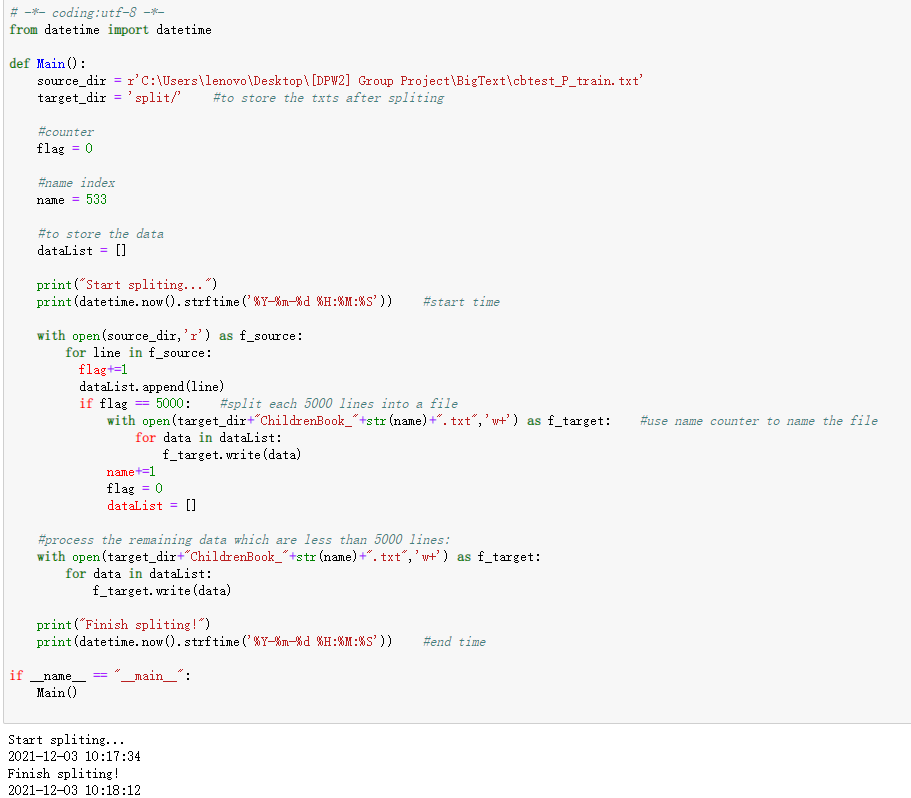 # -*- coding:utf-8 -*-
from datetime import datetime

def Main():
    source_dir = r'C:\Users\lenovo\Desktop\[DPW2] Group Project\BigText\cbtest_P_train.txt'
    target_dir = 'split/'    #to store the txts after spliting

    #counter
    flag = 0

    #name index
    name = 533

    #to store the data
    dataList = []

    print("Start spliting...")
    print(datetime.now().strftime('%Y-%m-%d %H:%M:%S'))    #start time

    with open(source_dir,'r') as f_source:
        for line in f_source:
            flag+=1
            dataList.append(line)
            if flag == 5000:    #split each 5000 lines into a file
                with open(target_dir+"ChildrenBook_"+str(name)+".txt",'w+') as f_target:    #use name counter to name the file
                    for data in dataList:
                        f_target.write(data)
                name+=1
                flag = 0
                dataList = []

    #process the remaining data which are less than 5000 lines:
    with open(target_dir+"ChildrenBook_"+str(name)+".txt",'w+') as f_target:
        for data in dataList:
            f_target.write(data)

    print("Finish spliting!")
    print(datetime.now().strftime('%Y-%m-%d %H:%M:%S'))    #end time

if __name__ == "__main__":
    Main()

Start spliting...
2021-12-03 10:17:34
Finish spliting!
2021-12-03 10:18:12